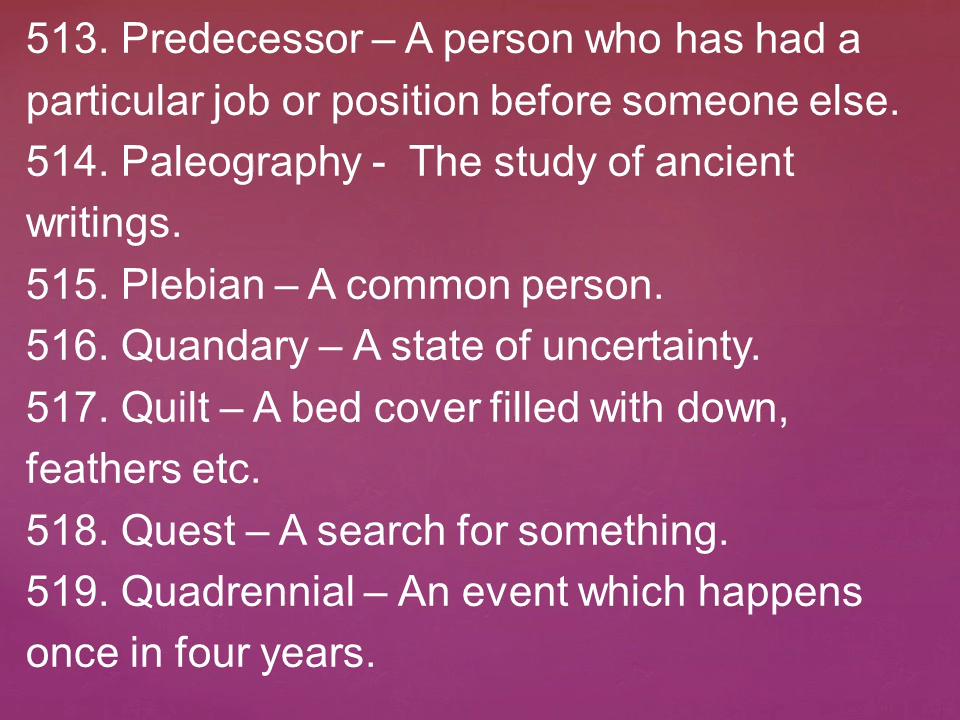 513. Predecessor – A person who has had a
particular job or position before someone else.
514. Paleography -  The study of ancient
writings.
515. Plebian – A common person.
516. Quandary – A state of uncertainty.
517. Quilt – A bed cover filled with down,
feathers etc.
518. Quest – A search for something.
519. Quadrennial – An event which happens
once in four years.